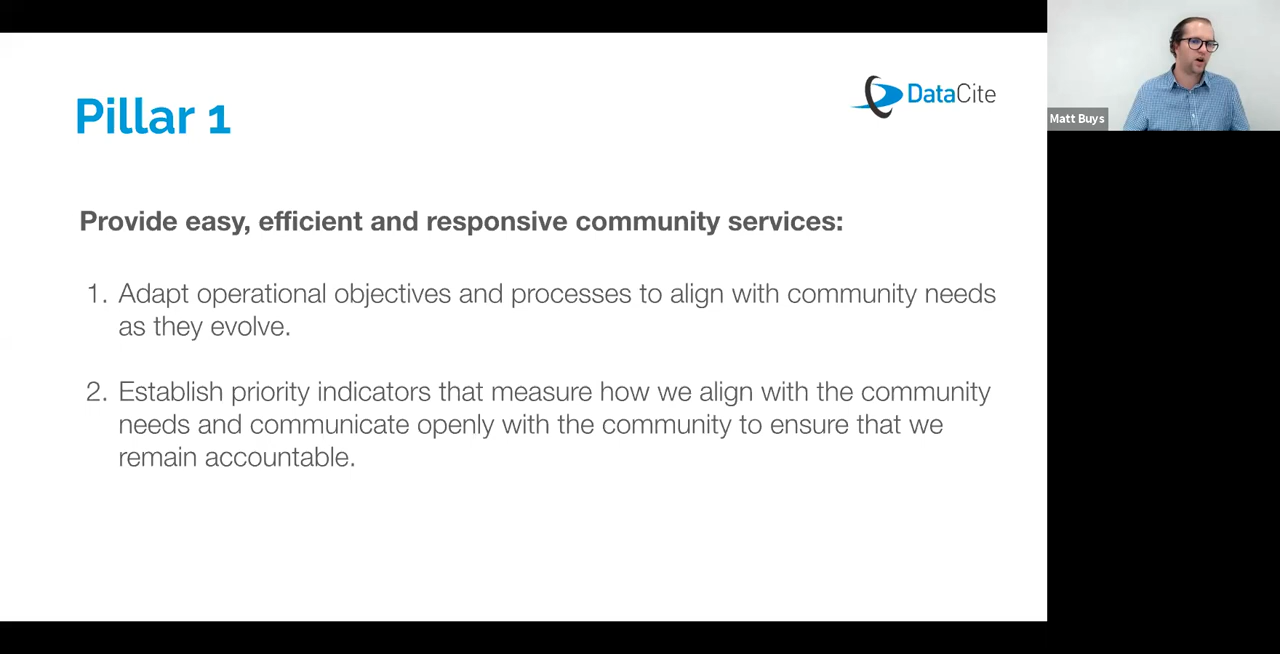 Pillar 1
DataCite
Matt Buys
Provide easy, efficient and responsive community services:
1. Adapt operational objectives and processes to align with community needs
as they evolve.
2. Establish priority indicators that measure how we align with the community
needs and communicate openly with the community to ensure that we
remain accountable.